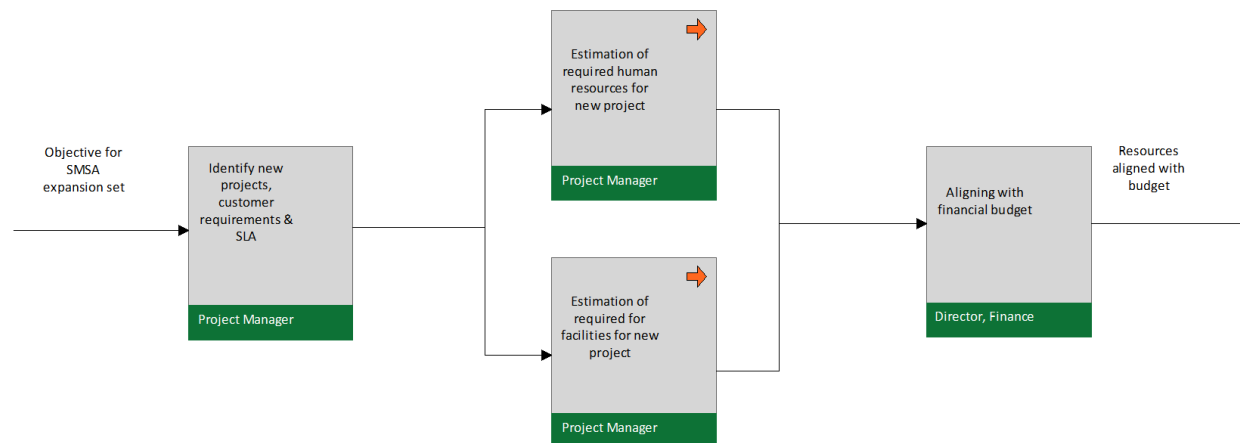 Objective for
SMSA
expansion set
Identify new
projects,
customer
requirements &
SLA
Project Manager
Estimation of
required human
resources for
new project
Project Manager
Estimation of
required for
facilities for new
project
Project Manager
Aligning with
financial budget
Director, Finance
Resources
aligned with
budget